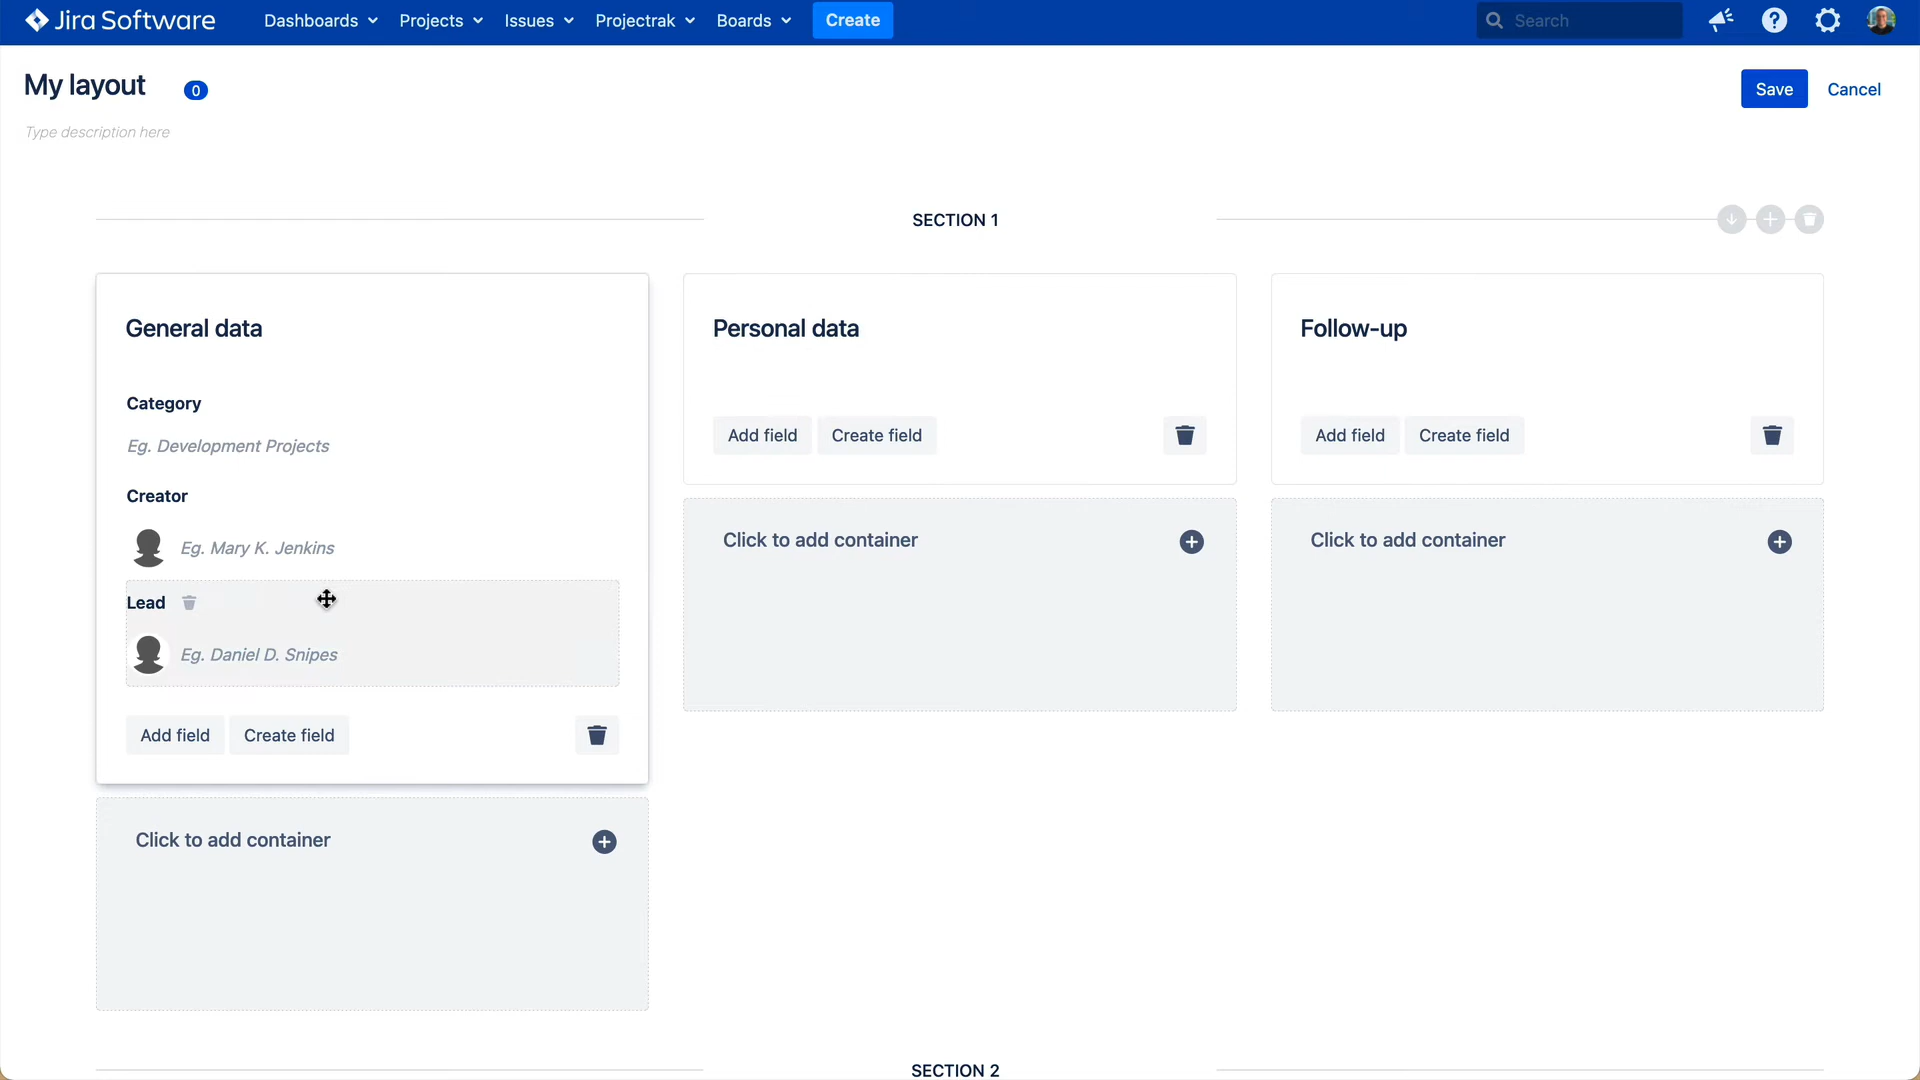 Jira Software Dashboards Projects Issues Projectrak Boards Create Search
My layout 0 Save Cancel
Type description here
SECTION 1
General data
Category
Eg. Development Projects
Creator
Eg. Mary K. Jenkins
Lead
Eg. Daniel D. Snipes
Add field Create field
Click to add container
Personal data
Add field Create field
Click to add container
Follow-up
Add field Create field
Click to add container
SECTION 2